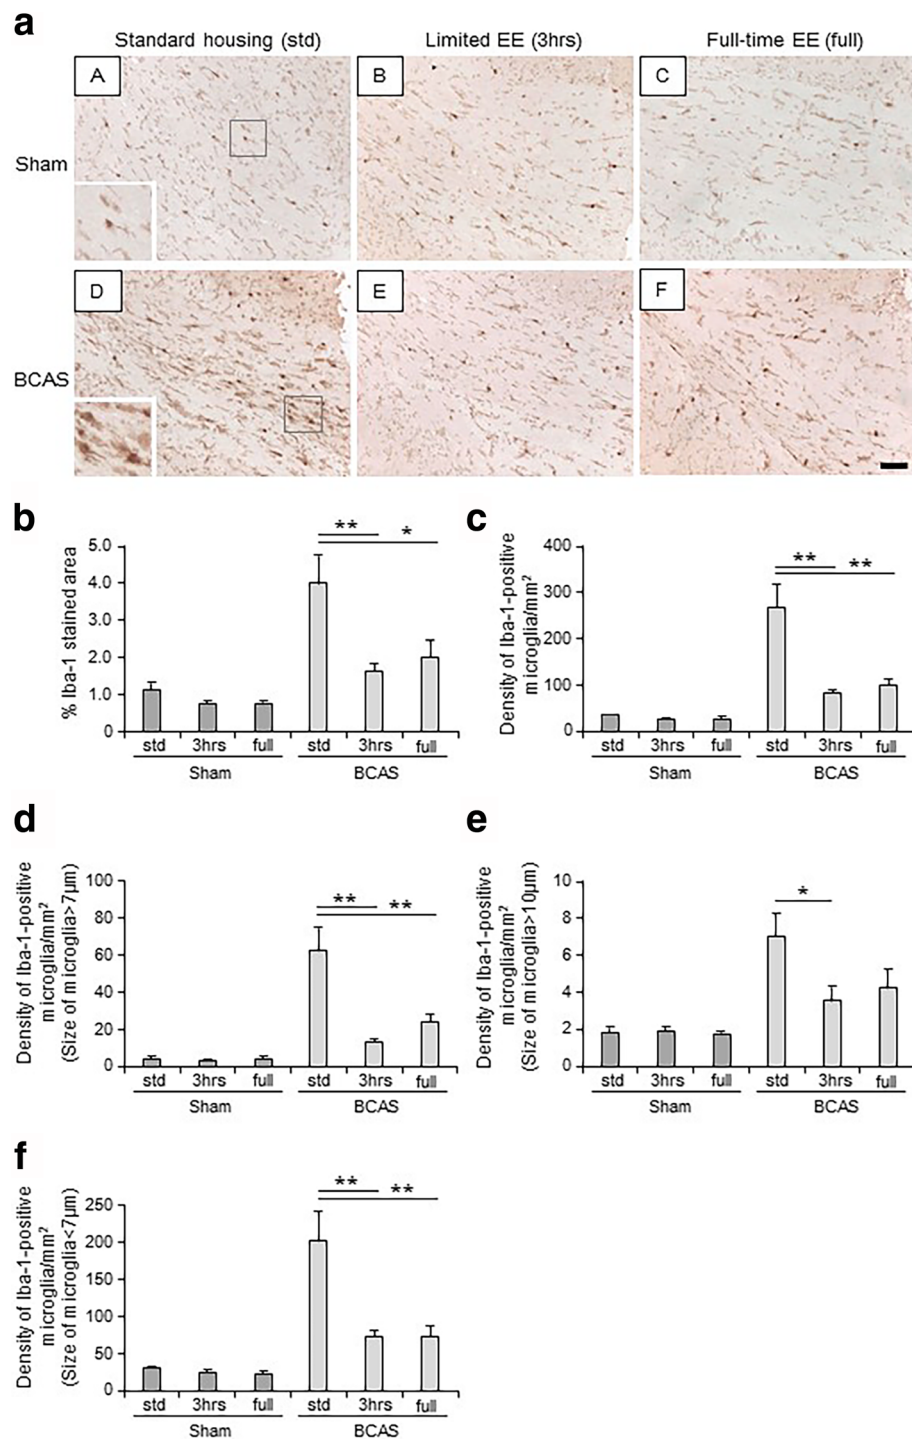 a
Standard housing (std) Limited EE (3hrs) Full-time EE (full)
A B C
Sham
D E F
BCAS
b
% Iba-1 stained area
5.0
4.0
3.0
2.0
1.0
0
** *
std 3hrs full std 3hrs full
Sham BCAS
c
Density of Iba-1-positive
microglia/mm²
400
300
200
100
0
** **
std 3hrs full std 3hrs full
Sham BCAS
d
Density of Iba-1-positive
microglia/mm²
(Size of microglia>7μm)
100
80
60
40
20
0
** **
std 3hrs full std 3hrs full
Sham BCAS
e
Density of Iba-1-positive
microglia/mm²
(Size of microglia>10μm)
10
8
6
4
2
0
*
std 3hrs full std 3hrs full
Sham BCAS
f
Density of Iba-1-positive
microglia/mm²
(Size of microglia<7μm)
250
200
150
100
50
0
** **
std 3hrs full std 3hrs full
Sham BCAS